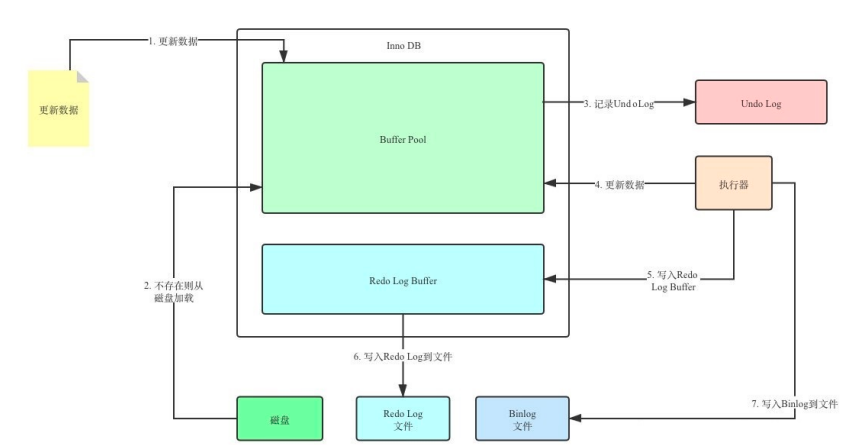 1. 更新数据
Inno DB
更新数据
Buffer Pool
3. 记录UndoLog
Undo Log
4. 更新数据
执行器
2. 不存在则从
磁盘加载
Redo Log Buffer
5. 写入Redo
Log Buffer
6. 写入Redo Log到文件
7. 写入Binlog到文件
磁盘
Redo Log
文件
Binlog
文件